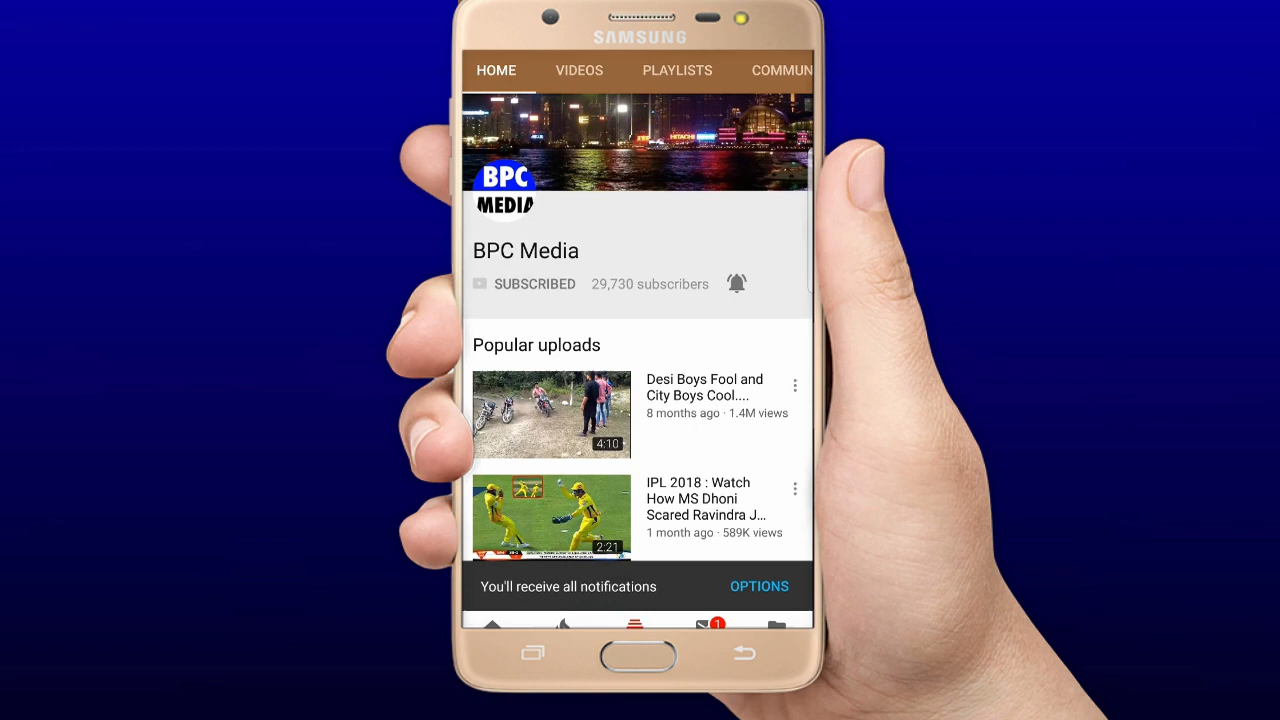 SAMSUNG
HOME VIDEOS PLAYLISTS COMMUN
HITACHI
BPC
MEDIA
BPC Media
SUBSCRIBED 29,730 subscribers
Popular uploads
Desi Boys Fool and
City Boys Cool....
8 months ago · 1.4M views
4:10
IPL 2018 : Watch
How MS Dhoni
Scared Ravindra J...
1 month ago · 589K views
2:21
You'll receive all notifications OPTIONS
1